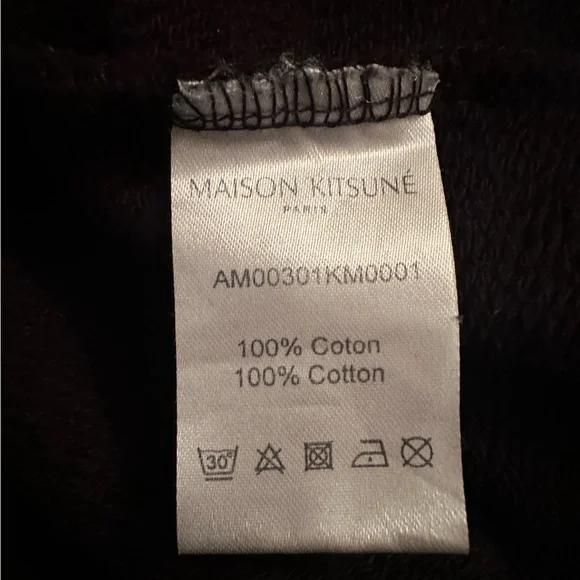 MAISON KITSUNÉ
PARIS
AM00301KM0001
100% Coton
100% Cotton
30°